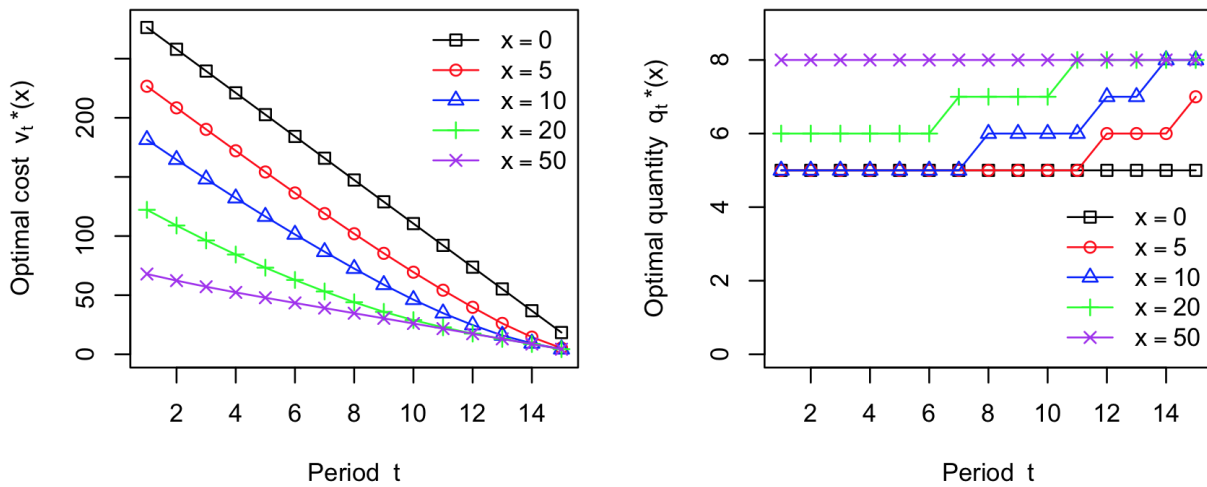 Optimal cost v_t*(x)
0
50
100
200
2 4 6 8 10 12 14
Period t
x = 0
x = 5
x = 10
x = 20
x = 50
Optimal quantity q_t*(x)
0
2
4
6
8
2 4 6 8 10 12 14
Period t
x = 0
x = 5
x = 10
x = 20
x = 50